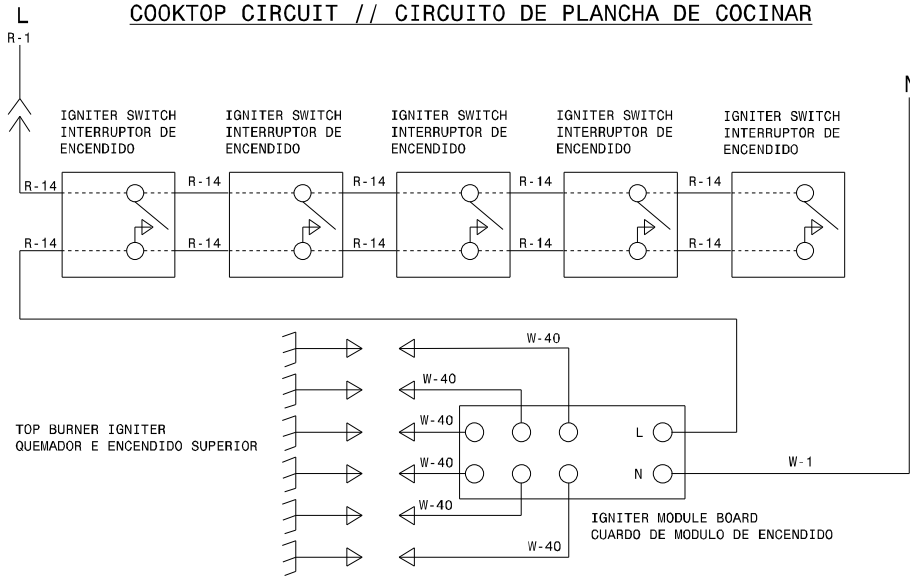 COOKTOP CIRCUIT // CIRCUITO DE PLANCHA DE COCINAR
L
R-1
N
IGNITER SWITCH
INTERRUPTOR DE
ENCENDIDO
IGNITER SWITCH
INTERRUPTOR DE
ENCENDIDO
IGNITER SWITCH
INTERRUPTOR DE
ENCENDIDO
IGNITER SWITCH
INTERRUPTOR DE
ENCENDIDO
IGNITER SWITCH
INTERRUPTOR DE
ENCENDIDO
R-14
R-14
R-14
R-14
R-14
R-14
R-14
R-14
R-14
R-14
W-40
W-40
W-40
W-40
W-40
W-40
L
N
W-1
TOP BURNER IGNITER
QUEMADOR E ENCENDIDO SUPERIOR
IGNITER MODULE BOARD
CUARDO DE MODULO DE ENCENDIDO